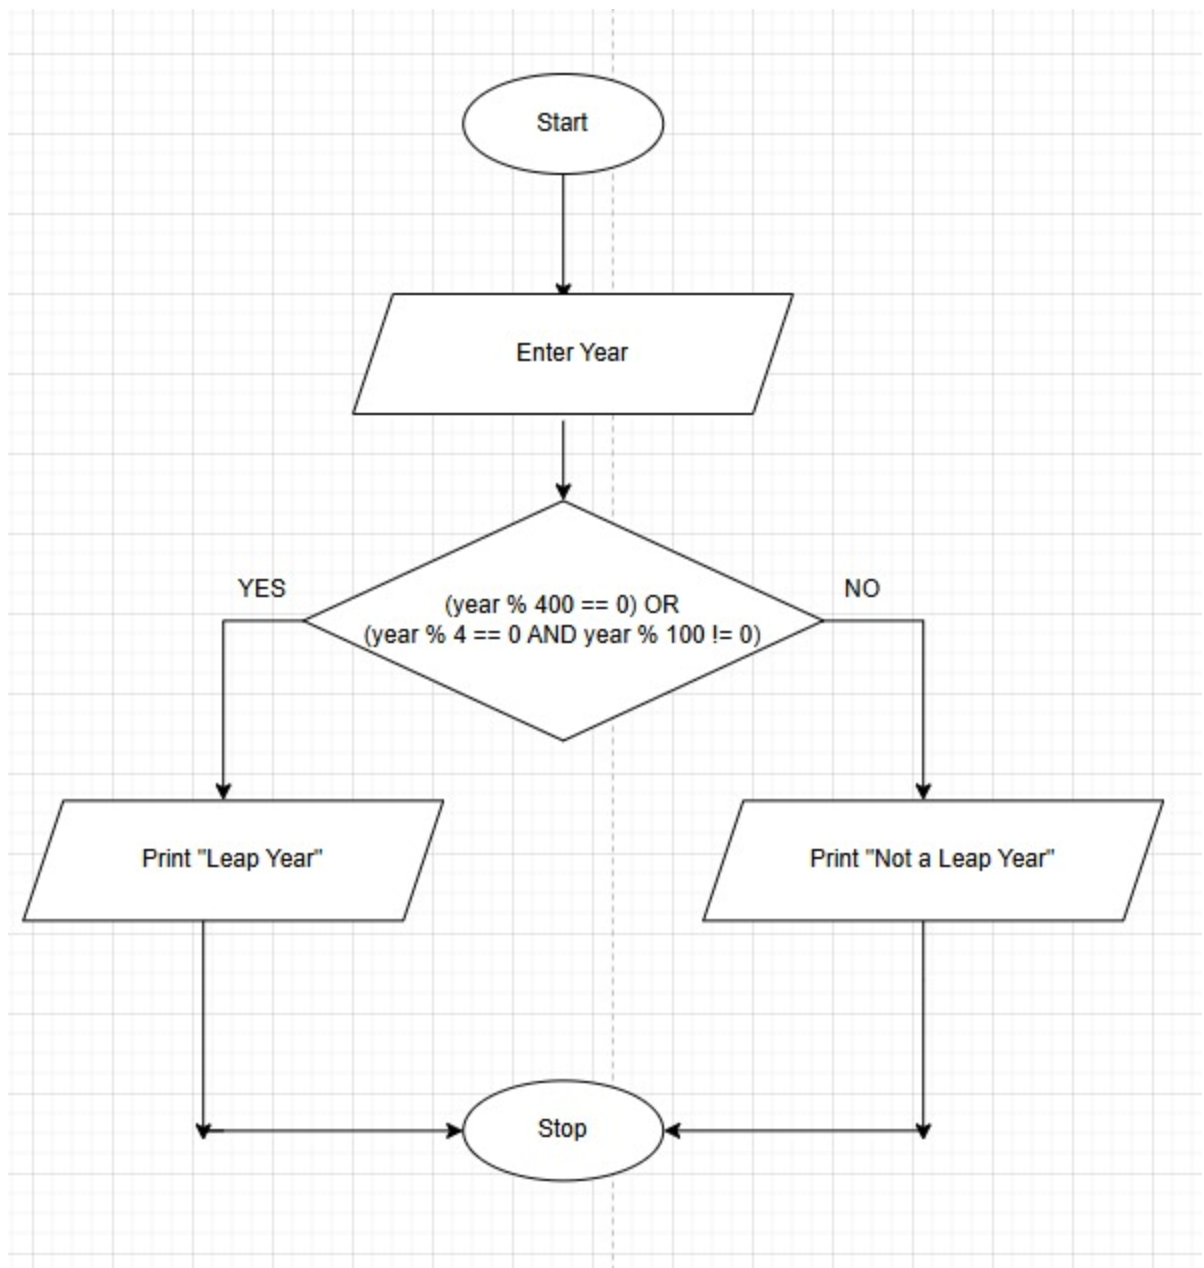 Start
Enter Year
YES
NO
(year % 400 == 0) OR
(year % 4 == 0 AND year % 100 != 0)
Print "Leap Year"
Print "Not a Leap Year"
Stop